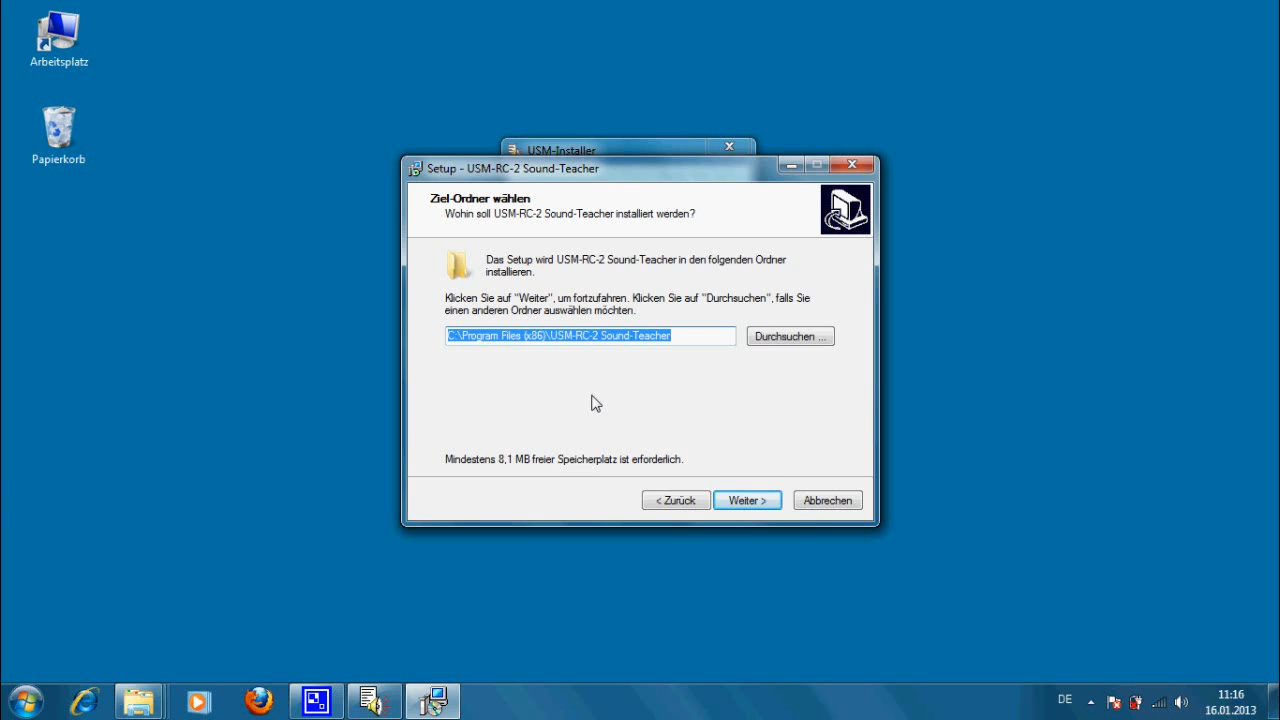 Arbeitsplatz
Papierkorb
USM-Installer
Setup - USM-RC-2 Sound-Teacher
Ziel-Ordner wählen
Wohin soll USM-RC-2 Sound-Teacher installiert werden?
Das Setup wird USM-RC-2 Sound-Teacher in den folgenden Ordner
installieren.
Klicken Sie auf "Weiter", um fortzufahren. Klicken Sie auf "Durchsuchen", falls Sie
einen anderen Ordner auswählen möchten.
C:\Program Files (x86)\USM-RC-2 Sound-Teacher
Durchsuchen ...
Mindestens 8,1 MB freier Speicherplatz ist erforderlich.
< Zurück
Weiter >
Abbrechen
DE
11:16
16.01.2013